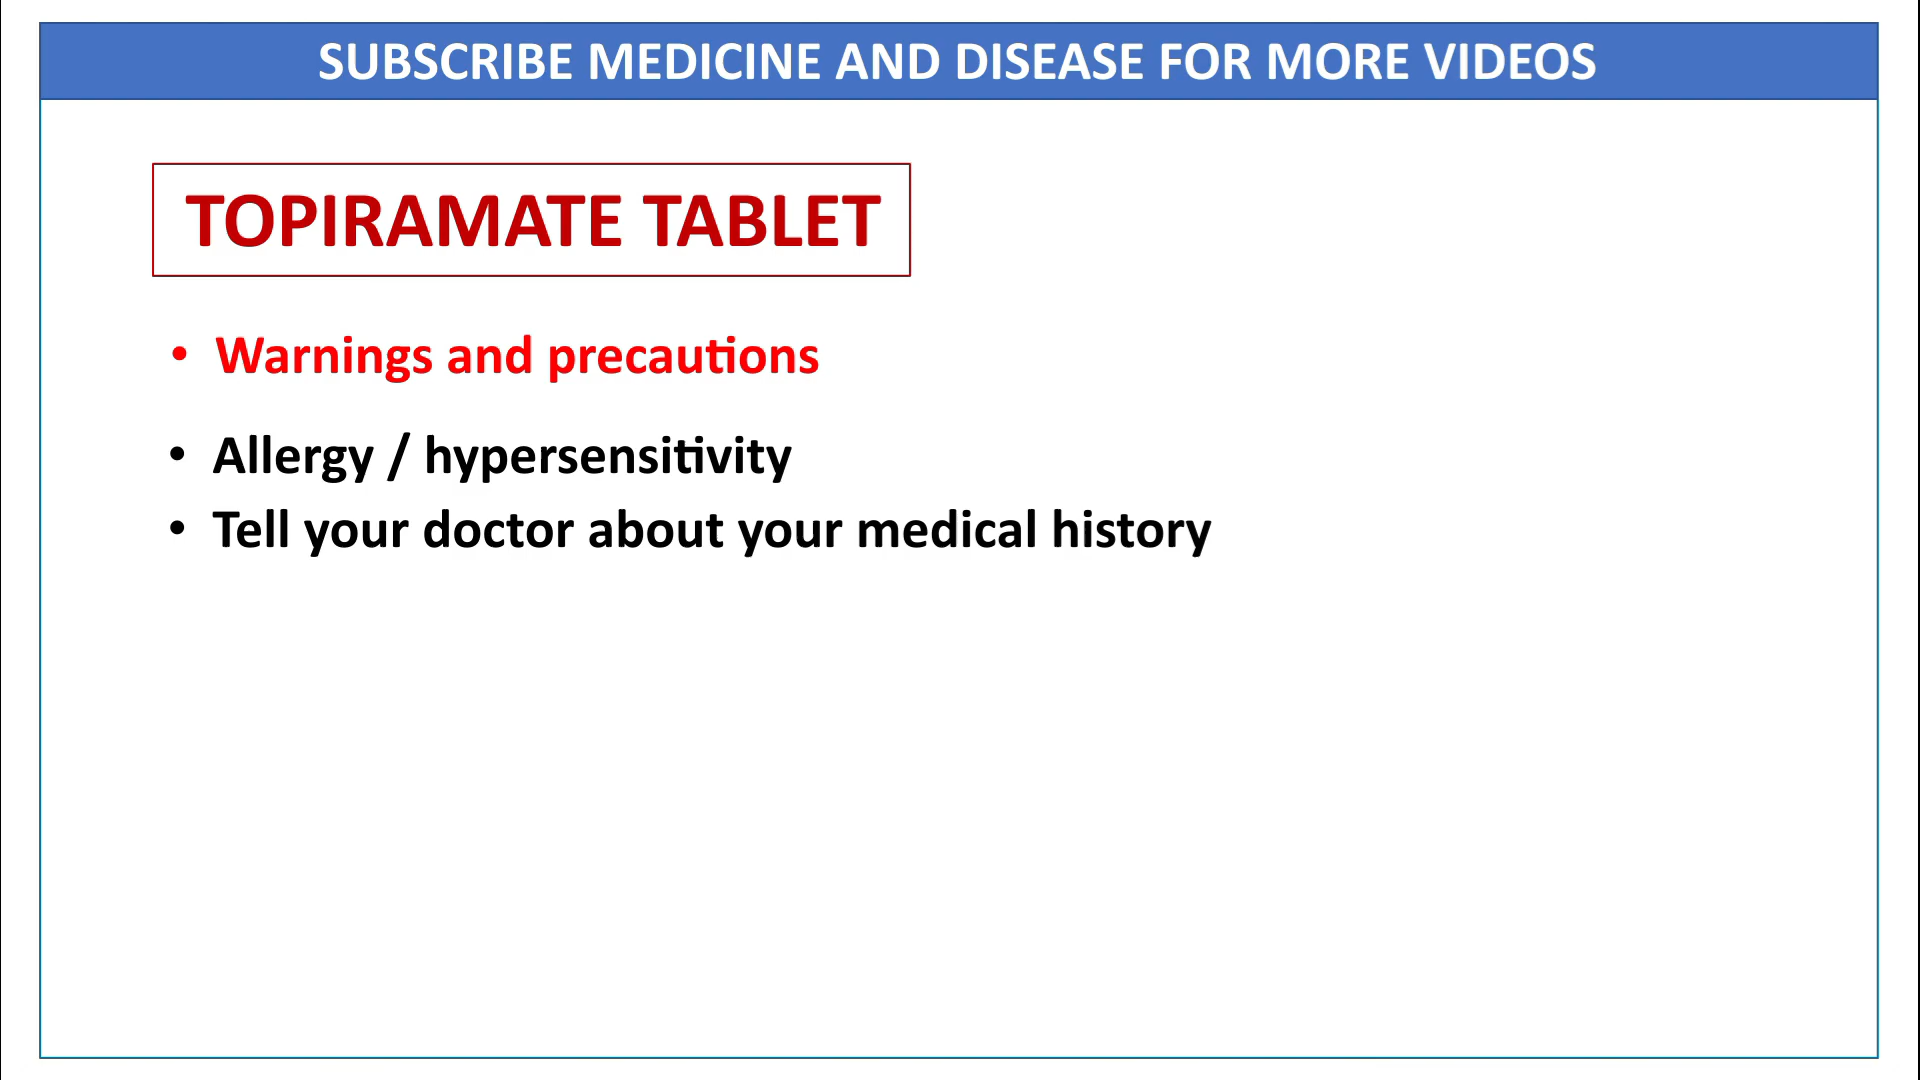 SUBSCRIBE MEDICINE AND DISEASE FOR MORE VIDEOS
TOPIRAMATE TABLET
• Warnings and precautions
• Allergy / hypersensitivity
• Tell your doctor about your medical history